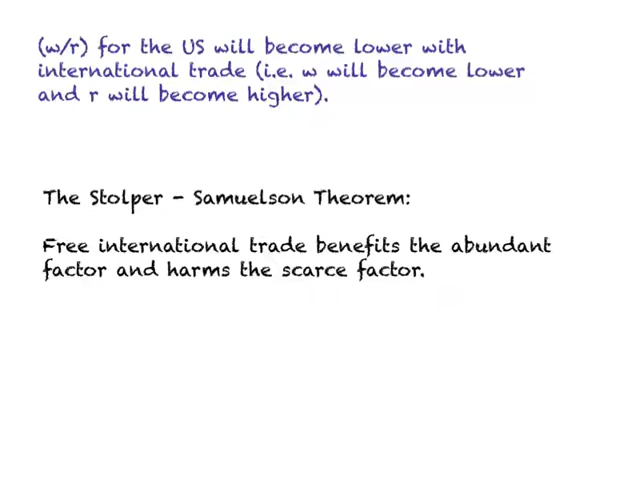 (w/r) for the US will become lower with
international trade (i.e. w will become lower
and r will become higher).
The Stolper - Samuelson Theorem:
Free international trade benefits the abundant
factor and harms the scarce factor.